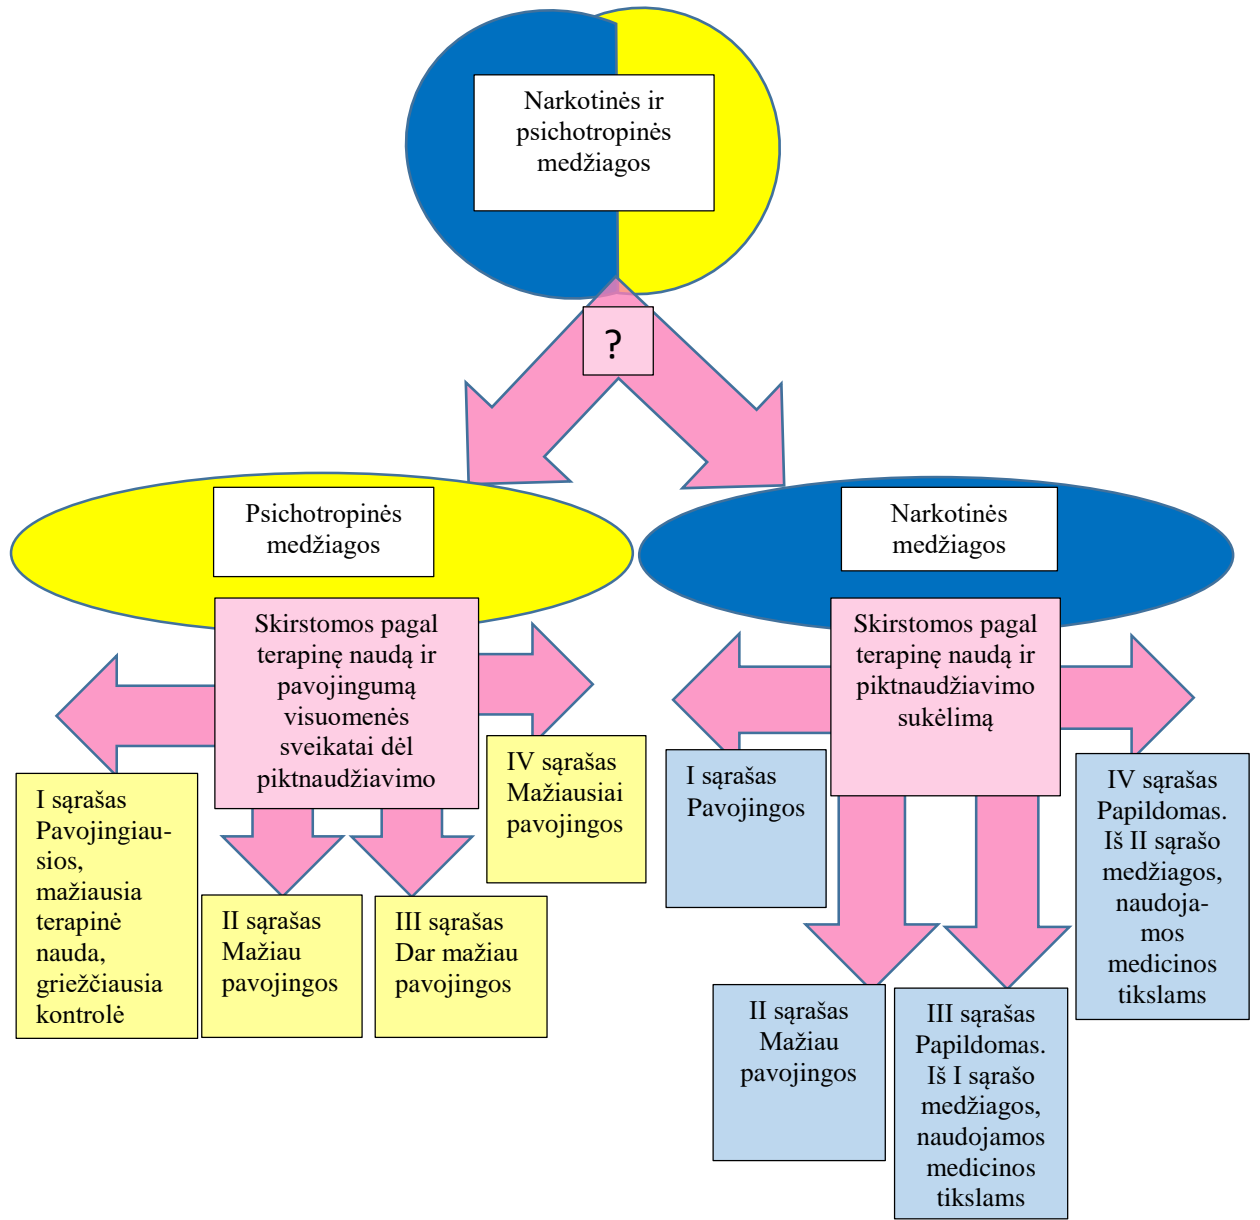 Narkotinės ir
psichotropinės
medžiagos
?
Psichotropinės
medžiagos
Narkotinės
medžiagos
Skirstomos pagal
terapinę naudą ir
pavojingumą
visuomenės
sveikatai dėl
piktnaudžiavimo
Skirstomos pagal
terapinę naudą ir
piktnaudžiavimo
sukėlimą
I sąrašas
Pavojingiau-
sios,
mažiausia
terapinė
nauda,
griežčiausia
kontrolė
II sąrašas
Mažiau
pavojingos
III sąrašas
Dar mažiau
pavojingos
IV sąrašas
Mažiausiai
pavojingos
I sąrašas
Pavojingos
II sąrašas
Mažiau
pavojingos
III sąrašas
Papildomas.
Iš I sąrašo
medžiagos,
naudojamos
medicinos
tikslams
IV sąrašas
Papildomas.
Iš II sąrašo
medžiagos,
naudoja-
mos
medicinos
tikslams